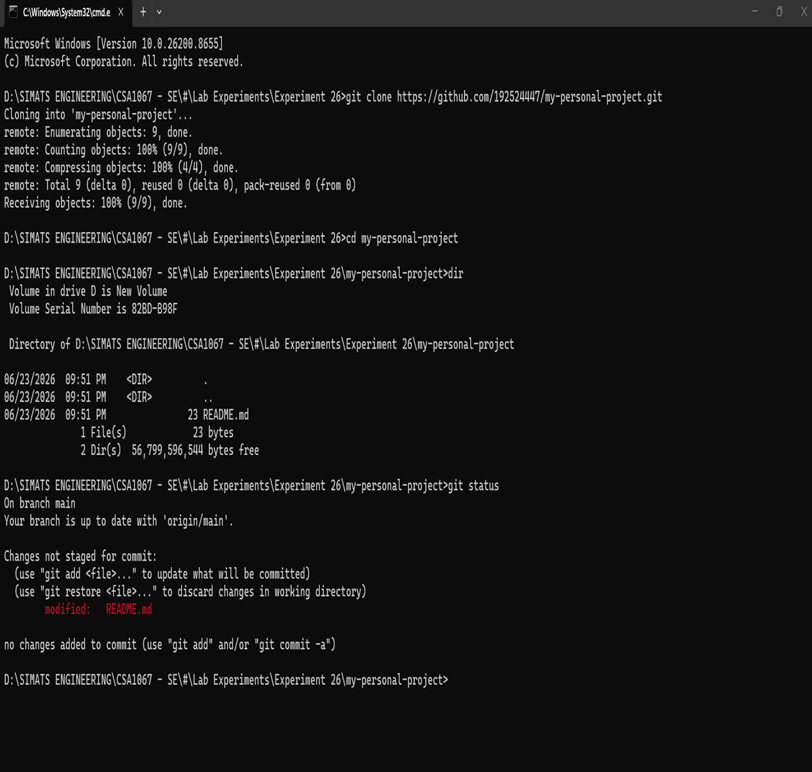 C:\Windows\System32\cmd.e
Microsoft Windows [Version 10.0.26200.8655]
(c) Microsoft Corporation. All rights reserved.
D:\SIMATS ENGINEERING\CSA1067 - SE\#\Lab Experiments\Experiment 26>git clone https://github.com/192524447/my-personal-project.git
Cloning into 'my-personal-project'...
remote: Enumerating objects: 9, done.
remote: Counting objects: 100% (9/9), done.
remote: Compressing objects: 100% (4/4), done.
remote: Total 9 (delta 0), reused 0 (delta 0), pack-reused 0 (from 0)
Receiving objects: 100% (9/9), done.
D:\SIMATS ENGINEERING\CSA1067 - SE\#\Lab Experiments\Experiment 26>cd my-personal-project
D:\SIMATS ENGINEERING\CSA1067 - SE\#\Lab Experiments\Experiment 26\my-personal-project>dir
Volume in drive D is New Volume
Volume Serial Number is 82BD-B98F
Directory of D:\SIMATS ENGINEERING\CSA1067 - SE\#\Lab Experiments\Experiment 26\my-personal-project
06/23/2026  09:51 PM    <DIR>          .
06/23/2026  09:51 PM    <DIR>          ..
06/23/2026  09:51 PM                23 README.md
1 File(s)             23 bytes
2 Dir(s)  56,799,596,544 bytes free
D:\SIMATS ENGINEERING\CSA1067 - SE\#\Lab Experiments\Experiment 26\my-personal-project>git status
On branch main
Your branch is up to date with 'origin/main'.
Changes not staged for commit:
(use "git add <file>..." to update what will be committed)
(use "git restore <file>..." to discard changes in working directory)
modified:   README.md
no changes added to commit (use "git add" and/or "git commit -a")
D:\SIMATS ENGINEERING\CSA1067 - SE\#\Lab Experiments\Experiment 26\my-personal-project>